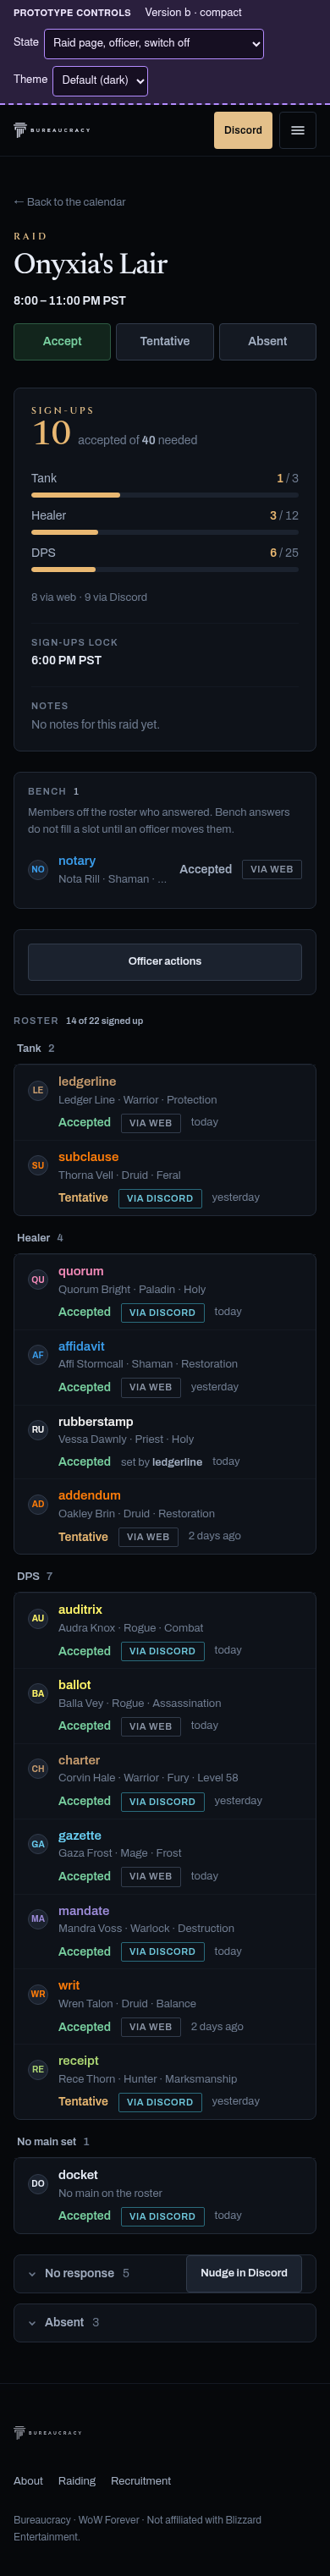 PROTOTYPE CONTROLS Version b · compact
State Raid page, officer, switch off
Theme Default (dark)
BUREAUCRACY Discord
← Back to the calendar
RAID
Onyxia's Lair
8:00 – 11:00 PM PST
Accept Tentative Absent
SIGN-UPS
10 accepted of 40 needed
Tank 1 / 3
Healer 3 / 12
DPS 6 / 25
8 via web · 9 via Discord
SIGN-UPS LOCK
6:00 PM PST
NOTES
No notes for this raid yet.
BENCH 1
Members off the roster who answered. Bench answers
do not fill a slot until an officer moves them.
NO notary Accepted VIA WEB
Nota Rill · Shaman · ...
Officer actions
ROSTER 14 of 22 signed up
Tank 2
LE ledgerline
Ledger Line · Warrior · Protection
Accepted VIA WEB today
SU subclause
Thorna Vell · Druid · Feral
Tentative VIA DISCORD yesterday
Healer 4
QU quorum
Quorum Bright · Paladin · Holy
Accepted VIA DISCORD today
AF affidavit
Affi Stormcall · Shaman · Restoration
Accepted VIA WEB yesterday
RU rubberstamp
Vessa Dawnly · Priest · Holy
Accepted set by ledgerline today
AD addendum
Oakley Brin · Druid · Restoration
Tentative VIA WEB 2 days ago
DPS 7
AU auditrix
Audra Knox · Rogue · Combat
Accepted VIA DISCORD today
BA ballot
Balla Vey · Rogue · Assassination
Accepted VIA WEB today
CH charter
Corvin Hale · Warrior · Fury · Level 58
Accepted VIA DISCORD yesterday
GA gazette
Gaza Frost · Mage · Frost
Accepted VIA WEB today
MA mandate
Mandra Voss · Warlock · Destruction
Accepted VIA DISCORD today
WR writ
Wren Talon · Druid · Balance
Accepted VIA WEB 2 days ago
RE receipt
Rece Thorn · Hunter · Marksmanship
Tentative VIA DISCORD yesterday
No main set 1
DO docket
No main on the roster
Accepted VIA DISCORD today
No response 5 Nudge in Discord
Absent 3
BUREAUCRACY
About Raiding Recruitment
Bureaucracy · WoW Forever · Not affiliated with Blizzard
Entertainment.